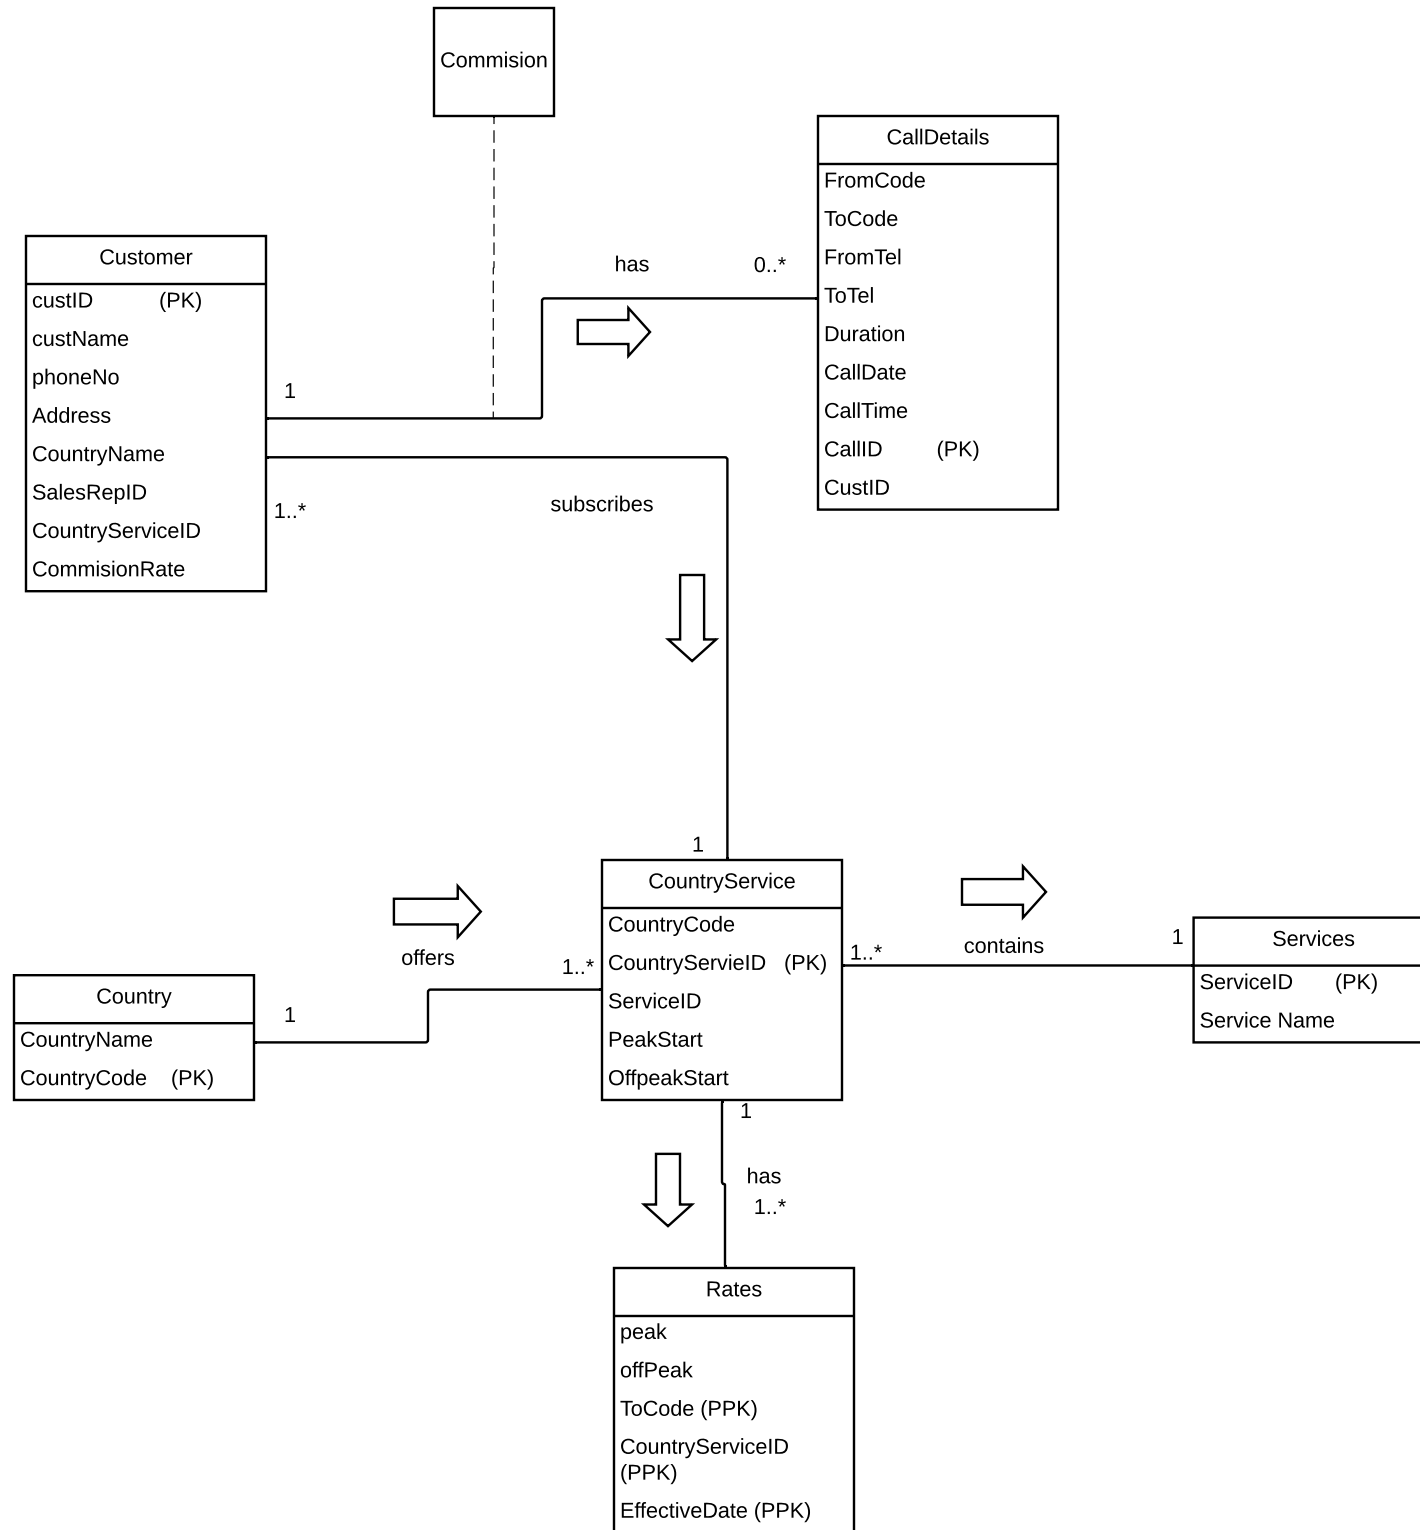 Commision
CallDetails
FromCode
ToCode
FromTel
ToTel
Duration
CallDate
CallTime
CallID (PK)
CustID
has
0..*
Customer
custID (PK)
custName
phoneNo
Address
CountryName
SalesRepID
CountryServiceID
CommisionRate
1
1..*
subscribes
1
CountryService
CountryCode
CountryServieID (PK)
ServiceID
PeakStart
OffpeakStart
offers
1..*
1
Country
CountryName
CountryCode (PK)
1..*
contains
1
Services
ServiceID (PK)
Service Name
1
has
1..*
Rates
peak
offPeak
ToCode (PPK)
CountryServiceID
(PPK)
EffectiveDate (PPK)